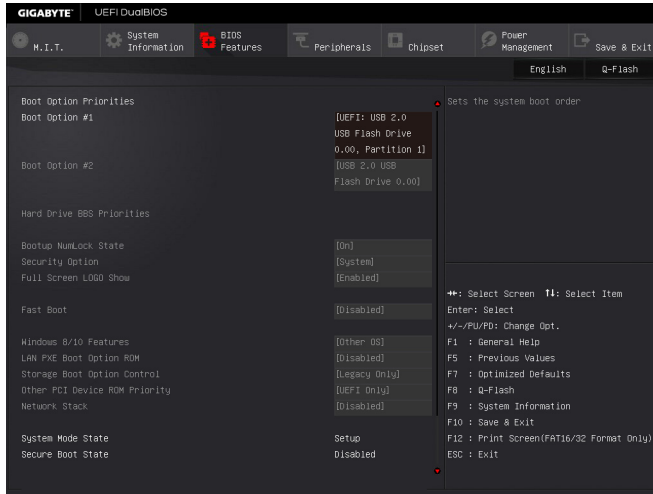 GIGABYTE™ UEFI DualBIOS
M.I.T. System Information BIOS Features Peripherals Chipset Power Management Save & Exit
English Q-Flash
Boot Option Priorities
Boot Option #1 [UEFI: USB 2.0
USB Flash Drive
0.00, Partition 1]
Boot Option #2 [USB 2.0 USB
Flash Drive 0.00]
Hard Drive BBS Priorities
Bootup NumLock State [On]
Security Option [System]
Full Screen LOGO Show [Enabled]
Fast Boot [Disabled]
Windows 8/10 Features [Other OS]
LAN PXE Boot Option ROM [Disabled]
Storage Boot Option Control [Legacy Only]
Other PCI Device ROM Priority [UEFI Only]
Network Stack [Disabled]
System Mode State Setup
Secure Boot State Disabled
Sets the system boot order
→←: Select Screen ↑↓: Select Item
Enter: Select
+/-/PU/PD: Change Opt.
F1 : General Help
F5 : Previous Values
F7 : Optimized Defaults
F8 : Q-Flash
F9 : System Information
F10 : Save & Exit
F12 : Print Screen(FAT16/32 Format Only)
ESC : Exit